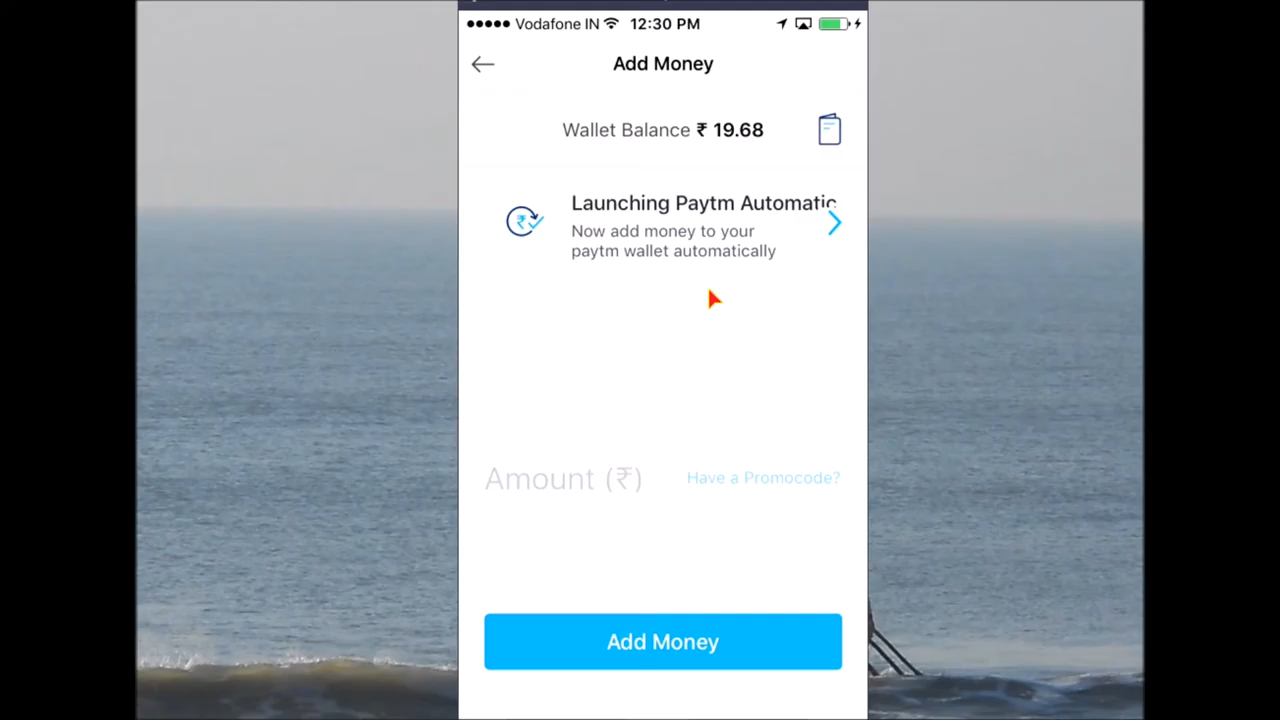 Vodafone IN 12:30 PM
Add Money
Wallet Balance ₹ 19.68
Launching Paytm Automatic
Now add money to your
paytm wallet automatically
Amount (₹) Have a Promocode?
Add Money